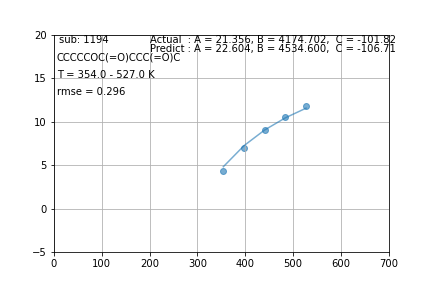 sub: 1194
Actual : A = 21.356, B = 4174.702, C = -101.82
Predict : A = 22.604, B = 4534.600, C = -106.71
CCCCCOC(=O)CCC(=O)C
T = 354.0 - 527.0 K
rmse = 0.296
20
15
10
5
0
−5
0 100 200 300 400 500 600 700